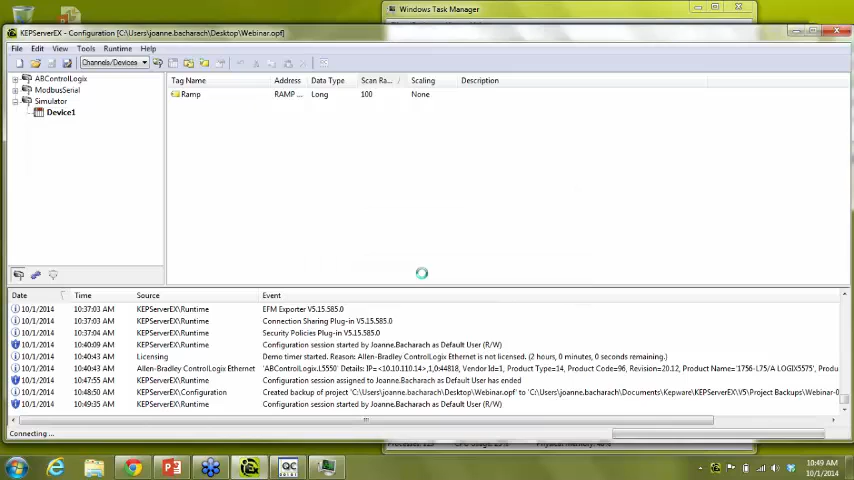 Windows Task Manager
KEPServerEX - Configuration [C:\Users\joanne.bacharach\Desktop\Webinar.opf]
File Edit View Tools Runtime Help
Channels/Devices
ABControlLogix
ModbusSerial
Simulator
Device1
Tag Name Address Data Type Scan Ra... Scaling Description
Ramp RAMP ... Long 100 None
Date Time Source Event
10/1/2014 10:37:03 AM KEPServerEX\Runtime EFM Exporter V5.15.585.0
10/1/2014 10:37:03 AM KEPServerEX\Runtime Connection Sharing Plug-in V5.15.585.0
10/1/2014 10:37:04 AM KEPServerEX\Runtime Security Policies Plug-in V5.15.585.0
10/1/2014 10:40:09 AM KEPServerEX\Runtime Configuration session started by Joanne.Bacharach as Default User (R/W)
10/1/2014 10:40:43 AM Licensing Demo timer started. Reason: Allen-Bradley ControlLogix Ethernet is not licensed. (2 hours, 0 minutes, 0 seconds remaining.)
10/1/2014 10:40:43 AM Allen-Bradley ControlLogix Ethernet 'ABControlLogix.L5550' Details: IP=<10.10.110.14>,1,0:44818, Vendor Id=1, Product Type=14, Product Code=96, Revision=20.12, Product Name='1756-L75/A LOGIX5575', Produ
10/1/2014 10:47:55 AM KEPServerEX\Runtime Configuration session assigned to Joanne.Bacharach as Default User has ended
10/1/2014 10:48:50 AM KEPServerEX\Configuration Created backup of project 'C:\Users\joanne.bacharach\Desktop\Webinar.opf' to 'C:\Users\joanne.bacharach\Documents\Kepware\KEPServerEX\V5\Project Backups\Webinar-0
10/1/2014 10:49:35 AM KEPServerEX\Runtime Configuration session started by Joanne.Bacharach as Default User (R/W)
Connecting ...
QC
10:49 AM
10/1/2014